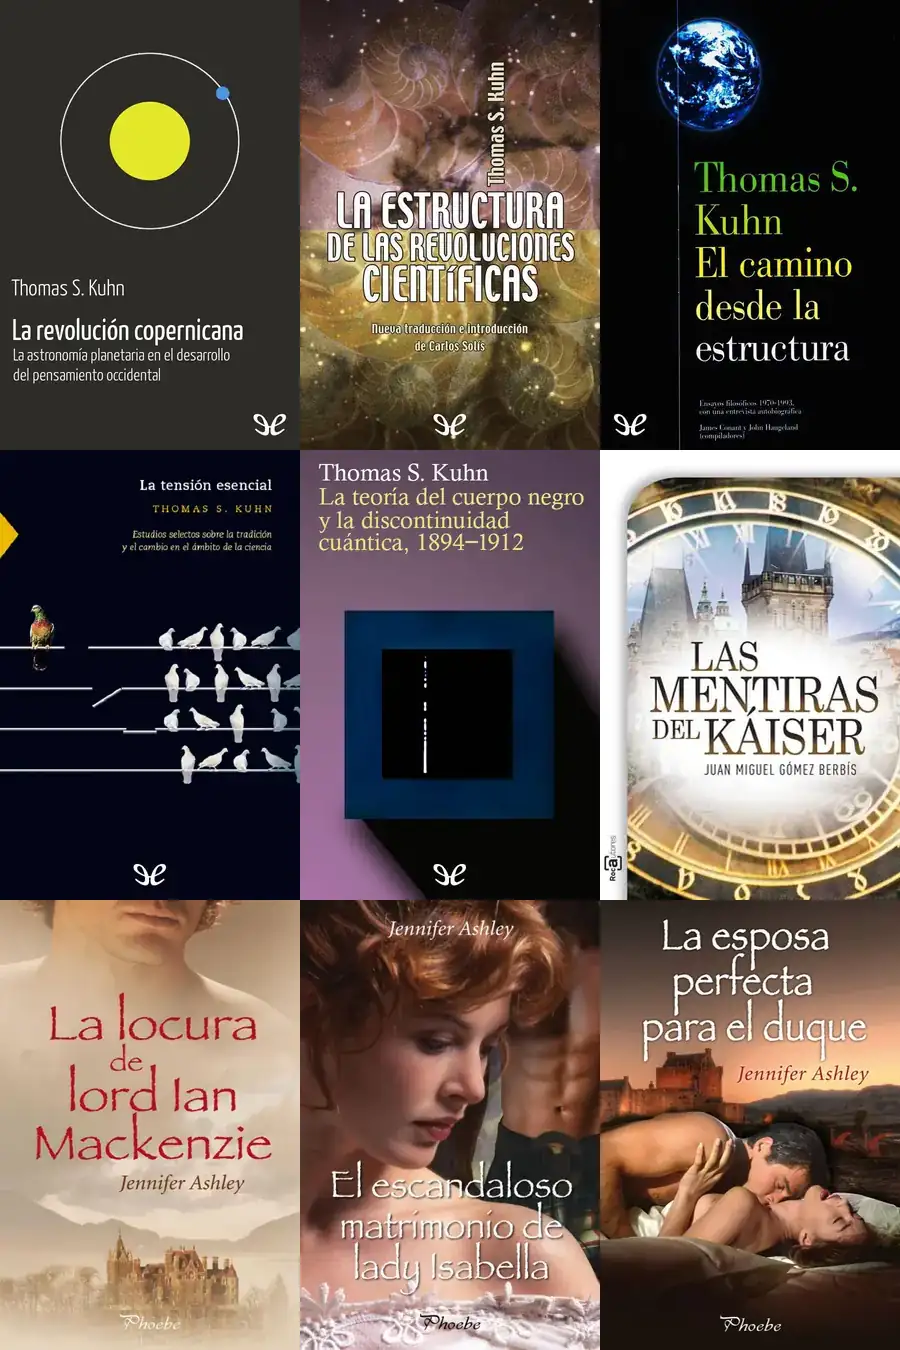 Thomas S. Kuhn
La revolución copernicana
La astronomía planetaria en el desarrollo
del pensamiento occidental
Thomas S. Kuhn
LA ESTRUCTURA
DE LAS REVOLUCIONES
CIENTÍFICAS
Nueva traducción e introducción
de Carlos Solís
Thomas S.
Kuhn
El camino
desde la
estructura
Ensayos filosóficos 1970-1993,
con una entrevista autobiográfica
James Conant y John Haugeland
(compiladores)
La tensión esencial
THOMAS S. KUHN
Estudios selectos sobre la tradición
y el cambio en el ámbito de la ciencia
Thomas S. Kuhn
La teoría del cuerpo negro
y la discontinuidad
cuántica, 1894–1912
LAS
MENTIRAS
DEL KÁISER
JUAN MIGUEL GÓMEZ BERBÍS
Rocautores
La locura
de
lord Ian
Mackenzie
Jennifer Ashley
Phoebe
Jennifer Ashley
El escandaloso
matrimonio de
lady Isabella
Phoebe
La esposa
perfecta
para el duque
Jennifer Ashley
Phoebe